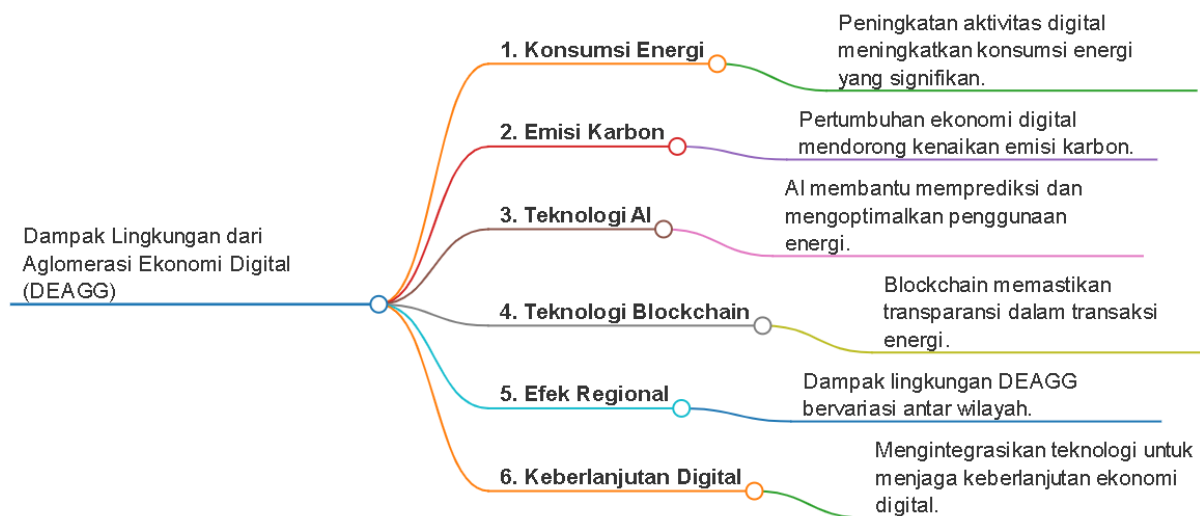 Dampak Lingkungan dari
Aglomerasi Ekonomi Digital
(DEAGG)
1. Konsumsi Energi
Peningkatan aktivitas digital
meningkatkan konsumsi energi
yang signifikan.
2. Emisi Karbon
Pertumbuhan ekonomi digital
mendorong kenaikan emisi karbon.
3. Teknologi AI
AI membantu memprediksi dan
mengoptimalkan penggunaan
energi.
4. Teknologi Blockchain
Blockchain memastikan
transparansi dalam transaksi
energi.
5. Efek Regional
Dampak lingkungan DEAGG
bervariasi antar wilayah.
6. Keberlanjutan Digital
Mengintegrasikan teknologi untuk
menjaga keberlanjutan ekonomi
digital.